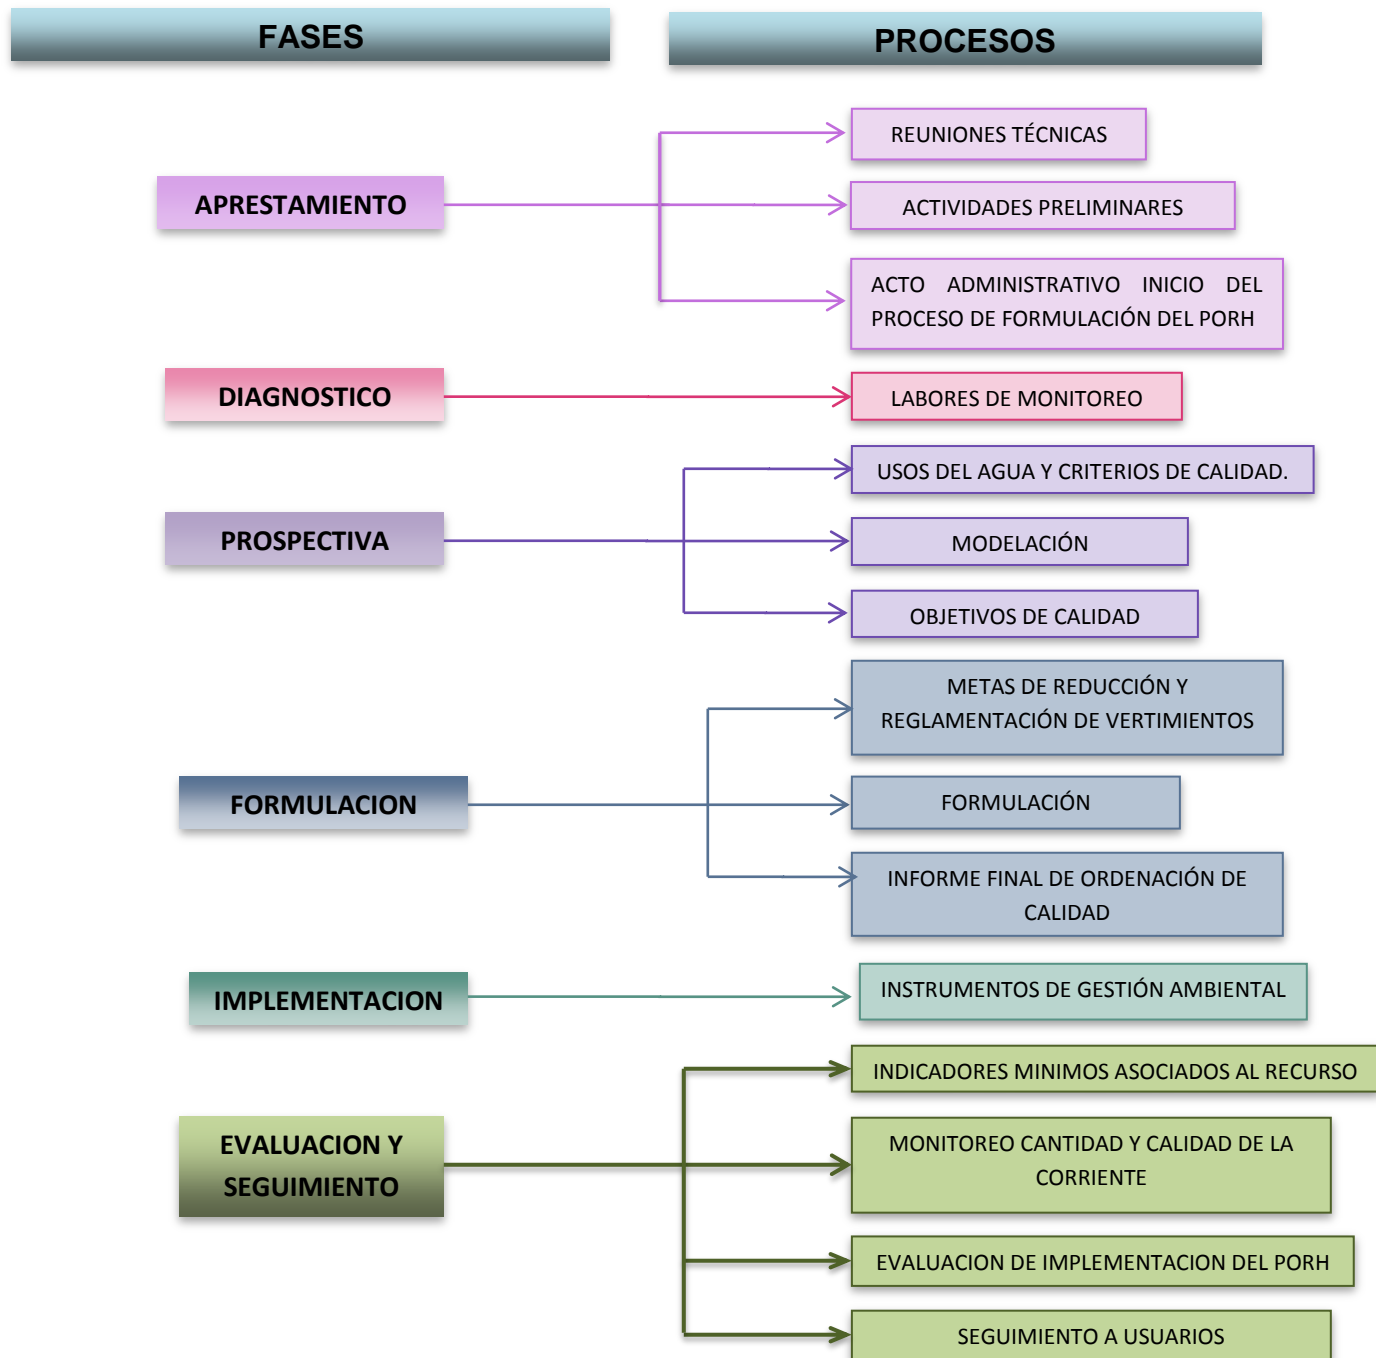 FASES
PROCESOS
REUNIONES TÉCNICAS
APRESTAMIENTO
ACTIVIDADES PRELIMINARES
ACTO ADMINISTRATIVO INICIO DEL
PROCESO DE FORMULACIÓN DEL PORH
DIAGNOSTICO
LABORES DE MONITOREO
USOS DEL AGUA Y CRITERIOS DE CALIDAD.
PROSPECTIVA
MODELACIÓN
OBJETIVOS DE CALIDAD
METAS DE REDUCCIÓN Y
REGLAMENTACIÓN DE VERTIMIENTOS
FORMULACION
FORMULACIÓN
INFORME FINAL DE ORDENACIÓN DE
CALIDAD
IMPLEMENTACION
INSTRUMENTOS DE GESTIÓN AMBIENTAL
INDICADORES MINIMOS ASOCIADOS AL RECURSO
EVALUACION Y
SEGUIMIENTO
MONITOREO CANTIDAD Y CALIDAD DE LA
CORRIENTE
EVALUACION DE IMPLEMENTACION DEL PORH
SEGUIMIENTO A USUARIOS